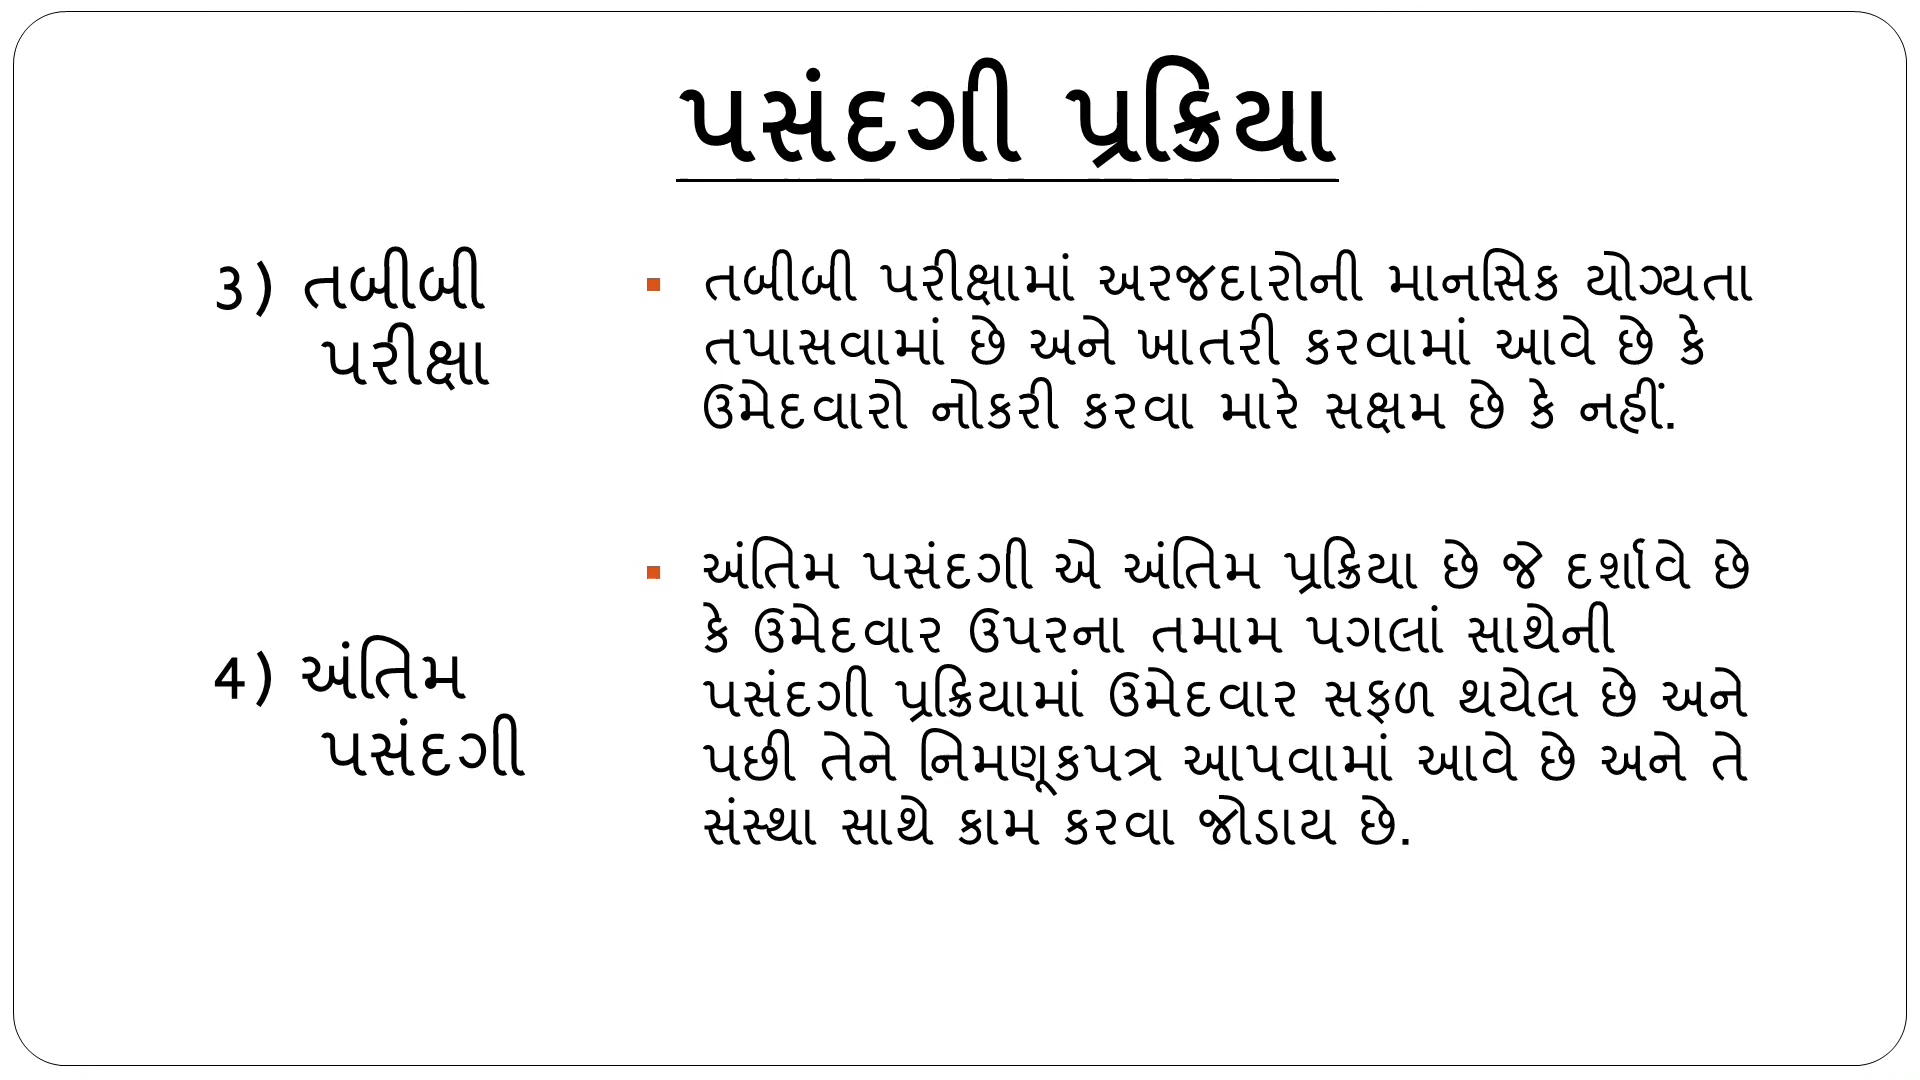 પસંદગી પ્રક્રિયા
3) તબીબી
પરીક્ષા
▪ તબીબી પરીક્ષામાં અરજદારોની માનસિક યોગ્યતા
તપાસવામાં છે અને ખાતરી કરવામાં આવે છે કે
ઉમેદવારો નોકરી કરવા મારે સક્ષમ છે કે નહીં.
4) અંતિમ
પસંદગી
▪ અંતિમ પસંદગી એ અંતિમ પ્રક્રિયા છે જે દર્શાવે છે
કે ઉમેદવાર ઉપરના તમામ પગલાં સાથેની
પસંદગી પ્રક્રિયામાં ઉમેદવાર સફળ થયેલ છે અને
પછી તેને નિમણૂકપત્ર આપવામાં આવે છે અને તે
સંસ્થા સાથે કામ કરવા જોડાય છે.